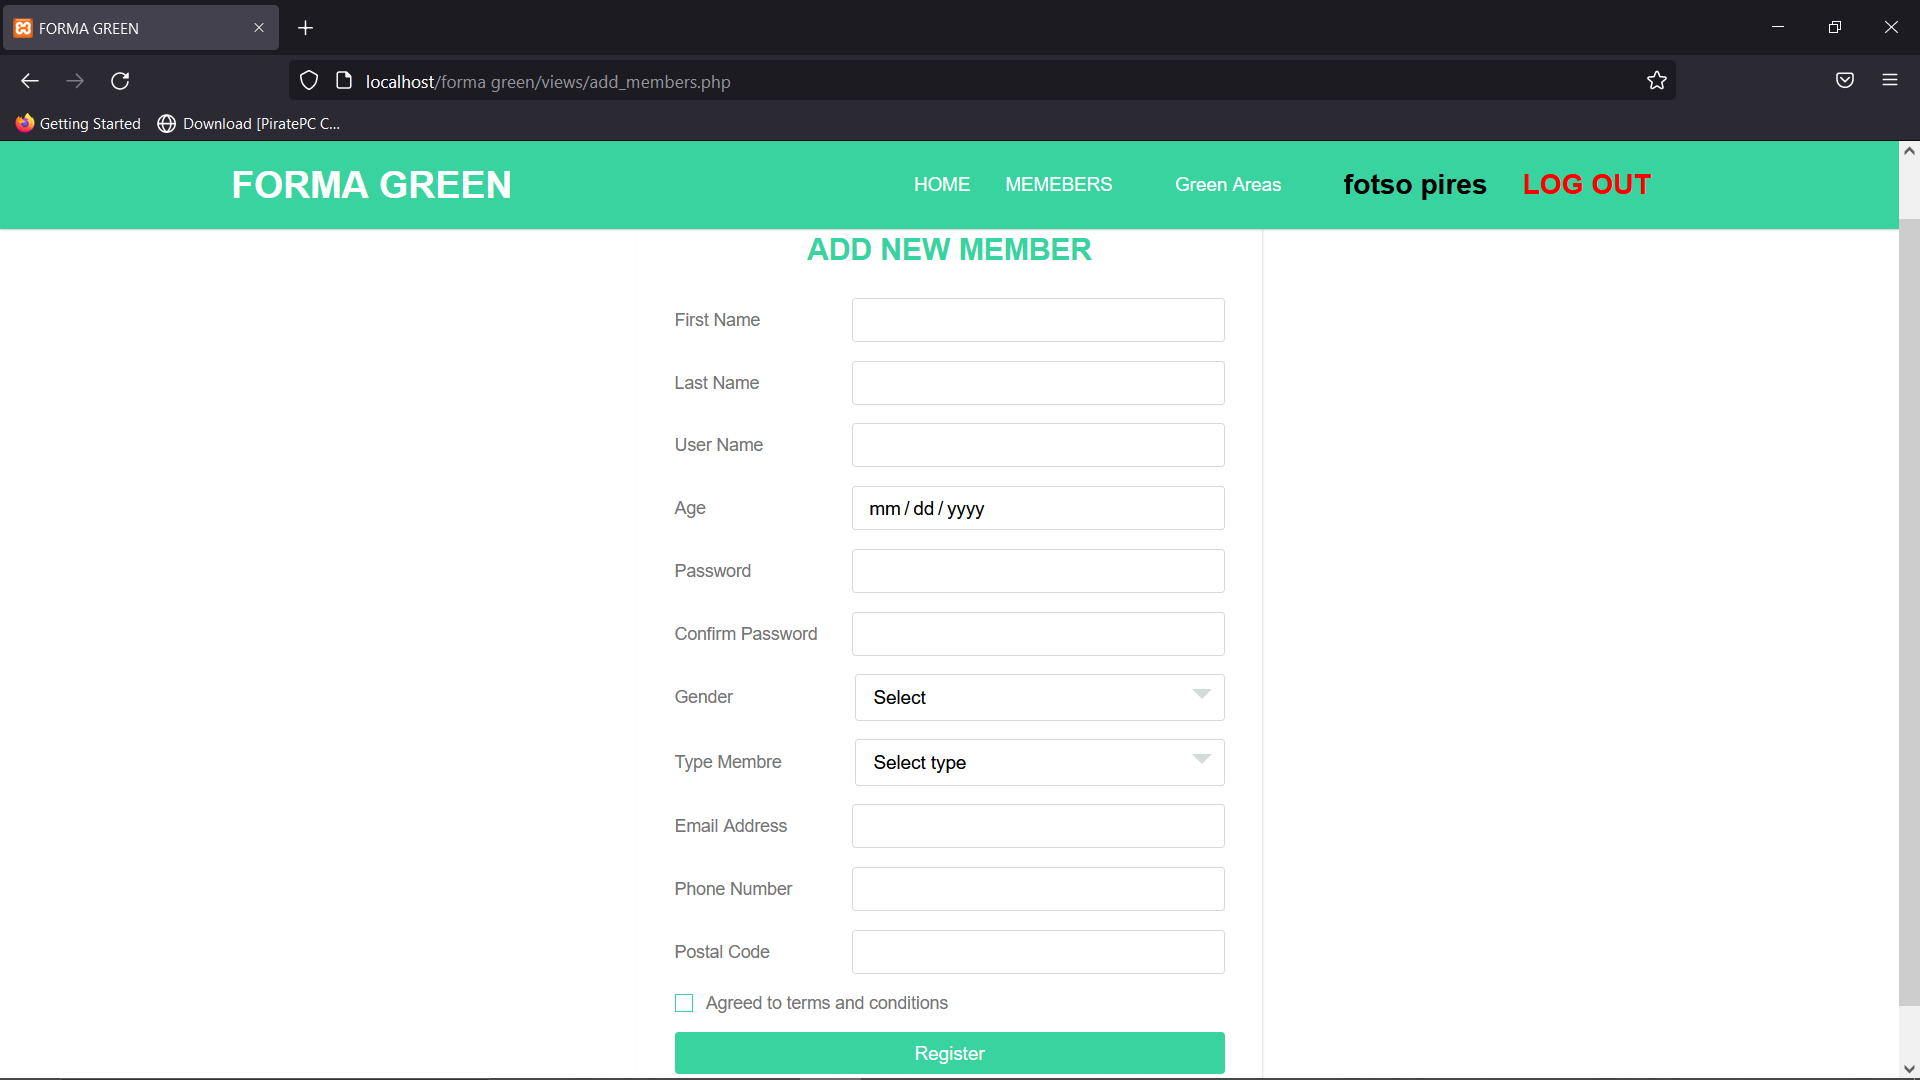 FORMA GREEN
localhost/forma green/views/add_members.php
Getting Started Download [PiratePC C...
FORMA GREEN HOME MEMEBERS Green Areas fotso pires LOG OUT
ADD NEW MEMBER
First Name
Last Name
User Name
Age mm / dd / yyyy
Password
Confirm Password
Gender Select
Type Membre Select type
Email Address
Phone Number
Postal Code
Agreed to terms and conditions
Register